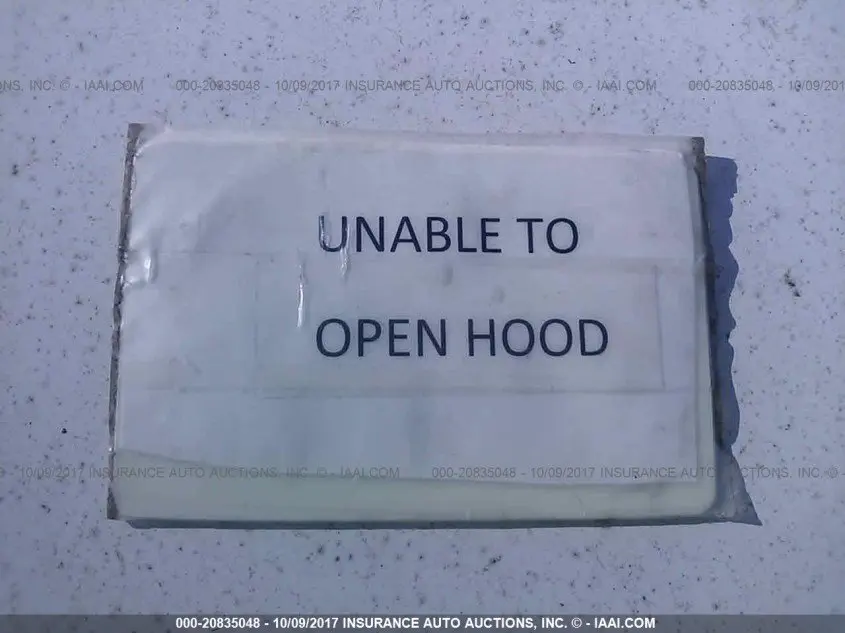 NS, INC. © - IAAI.COM 000-20835048 - 10/09/2017 INSURANCE AUTO AUCTIONS, INC. © - IAAI.COM 000-20835048 - 10/09/2017
UNABLE TO
OPEN HOOD
- 10/09/2017 INSURANCE AUTO AUCTIONS, INC. © - IAAI.COM 000-20835048 - 10/09/2017 INSURANCE AUTO AUCTIONS, INC. ©
000-20835048 - 10/09/2017 INSURANCE AUTO AUCTIONS, INC. © - IAAI.COM